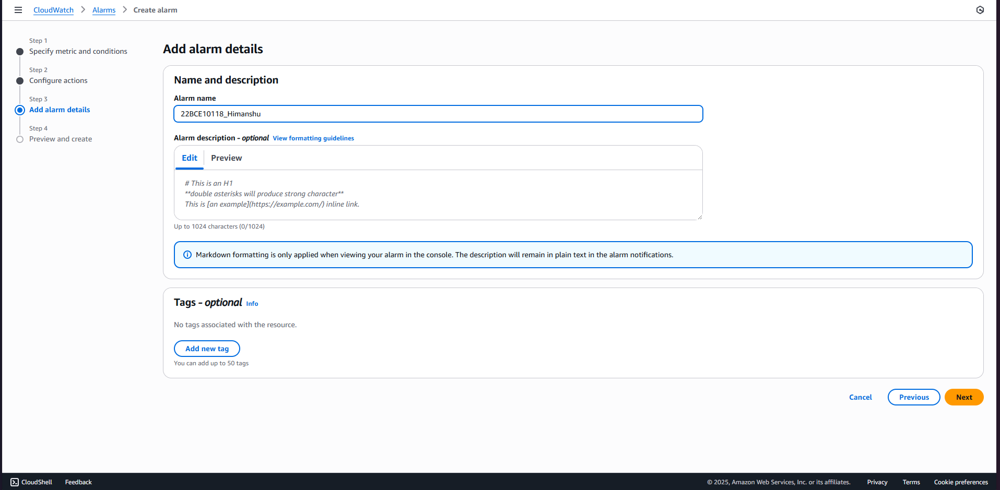 CloudWatch > Alarms > Create alarm
Step 1
Specify metric and conditions
Step 2
Configure actions
Step 3
Add alarm details
Step 4
Preview and create
Add alarm details
Name and description
Alarm name
22BCE10118_Himanshu
Alarm description - optional View formatting guidelines
Edit Preview
# This is an H1
**double asterisks will produce strong character**
This is [an example](https://example.com/) inline link.
Up to 1024 characters (0/1024)
Markdown formatting is only applied when viewing your alarm in the console. The description will remain in plain text in the alarm notifications.
Tags - optional Info
No tags associated with the resource.
Add new tag
You can add up to 50 tags
Cancel Previous Next
CloudShell Feedback © 2025, Amazon Web Services, Inc. or its affiliates. Privacy Terms Cookie preferences